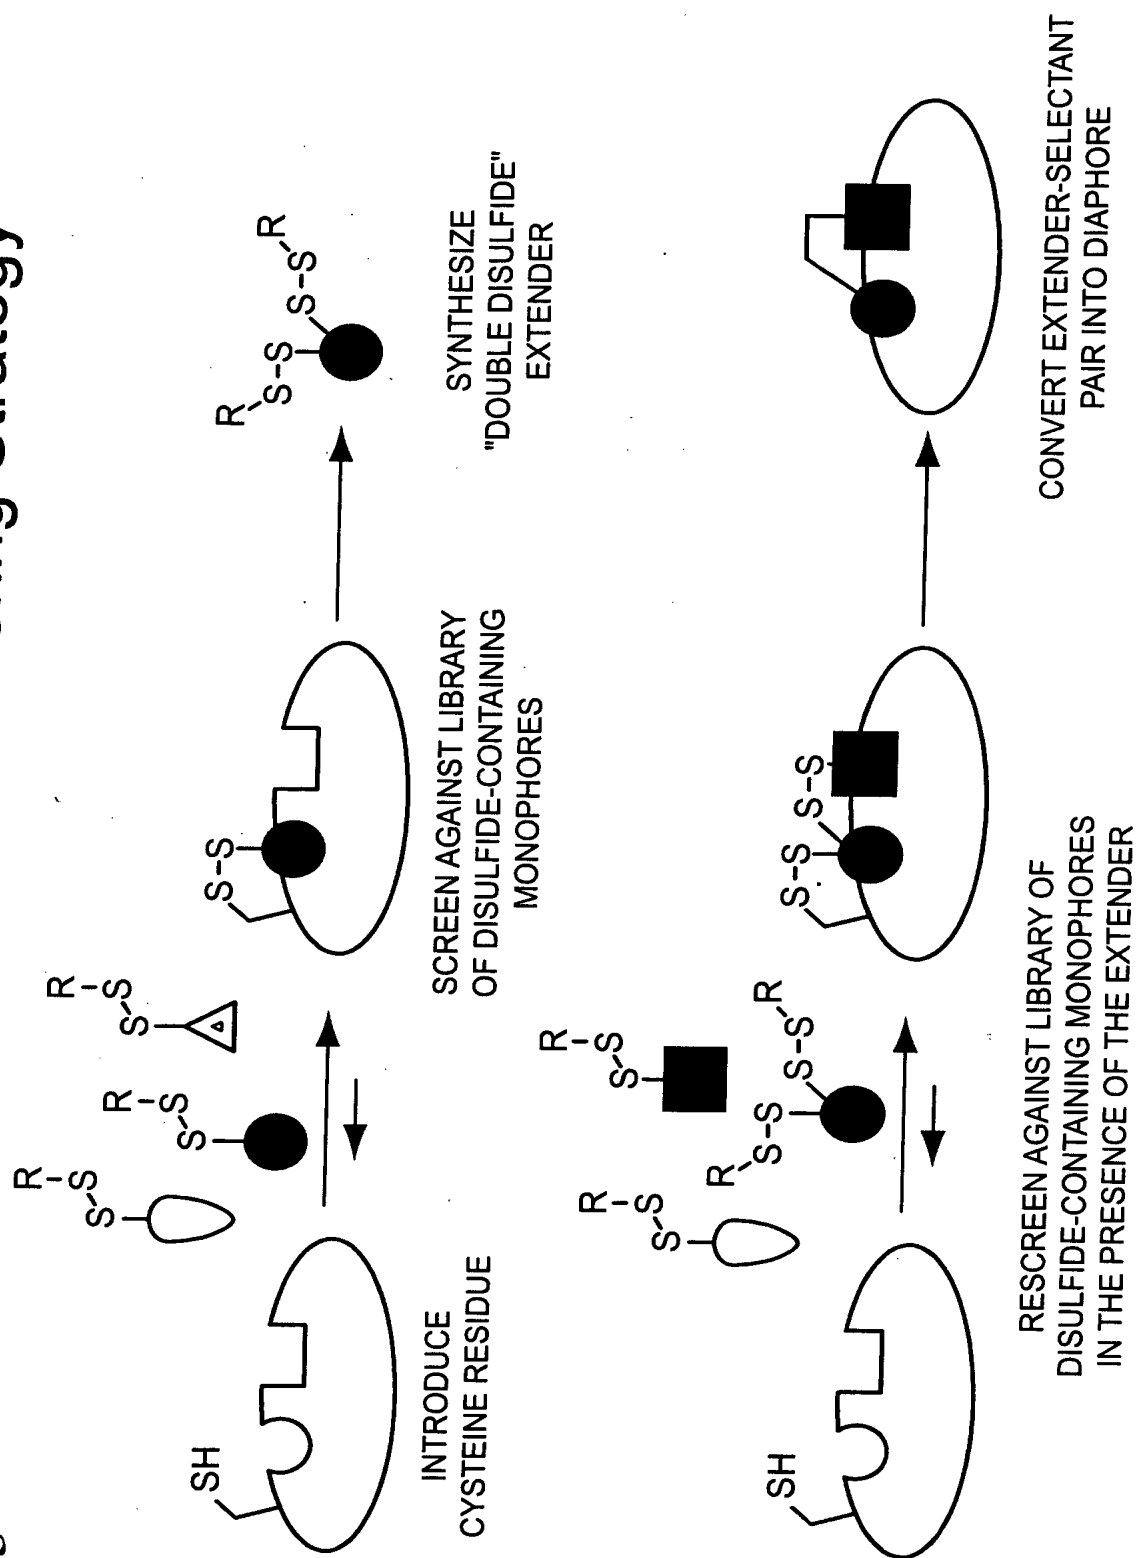 Strategy
SH
INTRODUCE
CYSTEINE RESIDUE
R
S-S
R
S-S
R
S-S
S-S
SCREEN AGAINST LIBRARY
OF DISULFIDE-CONTAINING
MONOPHORES
R
S-S
S-S
R
SYNTHESIZE
"DOUBLE DISULFIDE"
EXTENDER
SH
R
S-S
R
S-S
R
S-S
S-S
R
RESCREEN AGAINST LIBRARY OF
DISULFIDE-CONTAINING MONOPHORES
IN THE PRESENCE OF THE EXTENDER
S-S
S-S
CONVERT EXTENDER-SELECTANT
PAIR INTO DIAPHORE